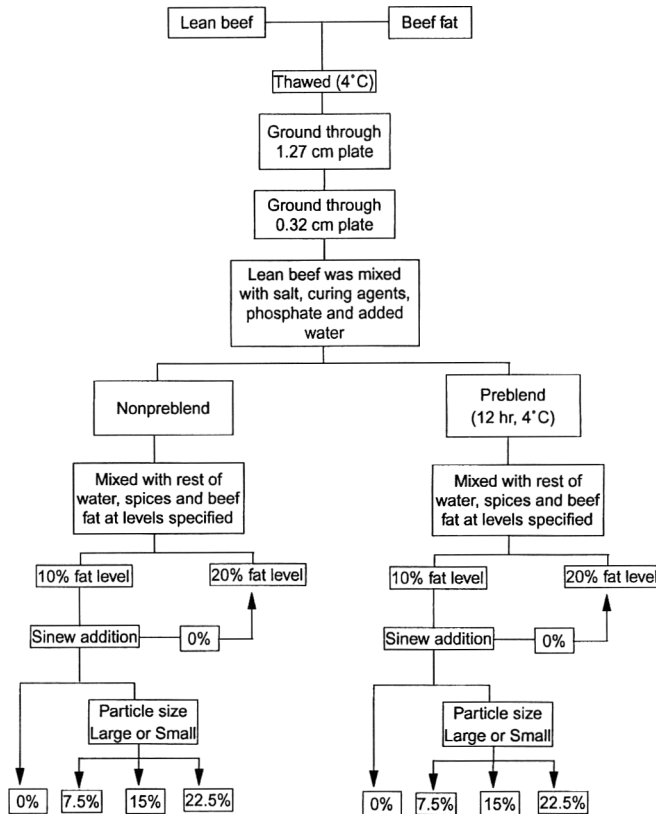 Lean beef
Beef fat
Thawed (4°C)
Ground through
1.27 cm plate
Ground through
0.32 cm plate
Lean beef was mixed
with salt, curing agents,
phosphate and added
water
Nonpreblend
Preblend
(12 hr, 4°C)
Mixed with rest of
water, spices and beef
fat at levels specified
Mixed with rest of
water, spices and beef
fat at levels specified
10% fat level
20% fat level
10% fat level
20% fat level
Sinew addition
0%
Sinew addition
0%
Particle size
Large or Small
Particle size
Large or Small
0%
7.5%
15%
22.5%
0%
7.5%
15%
22.5%